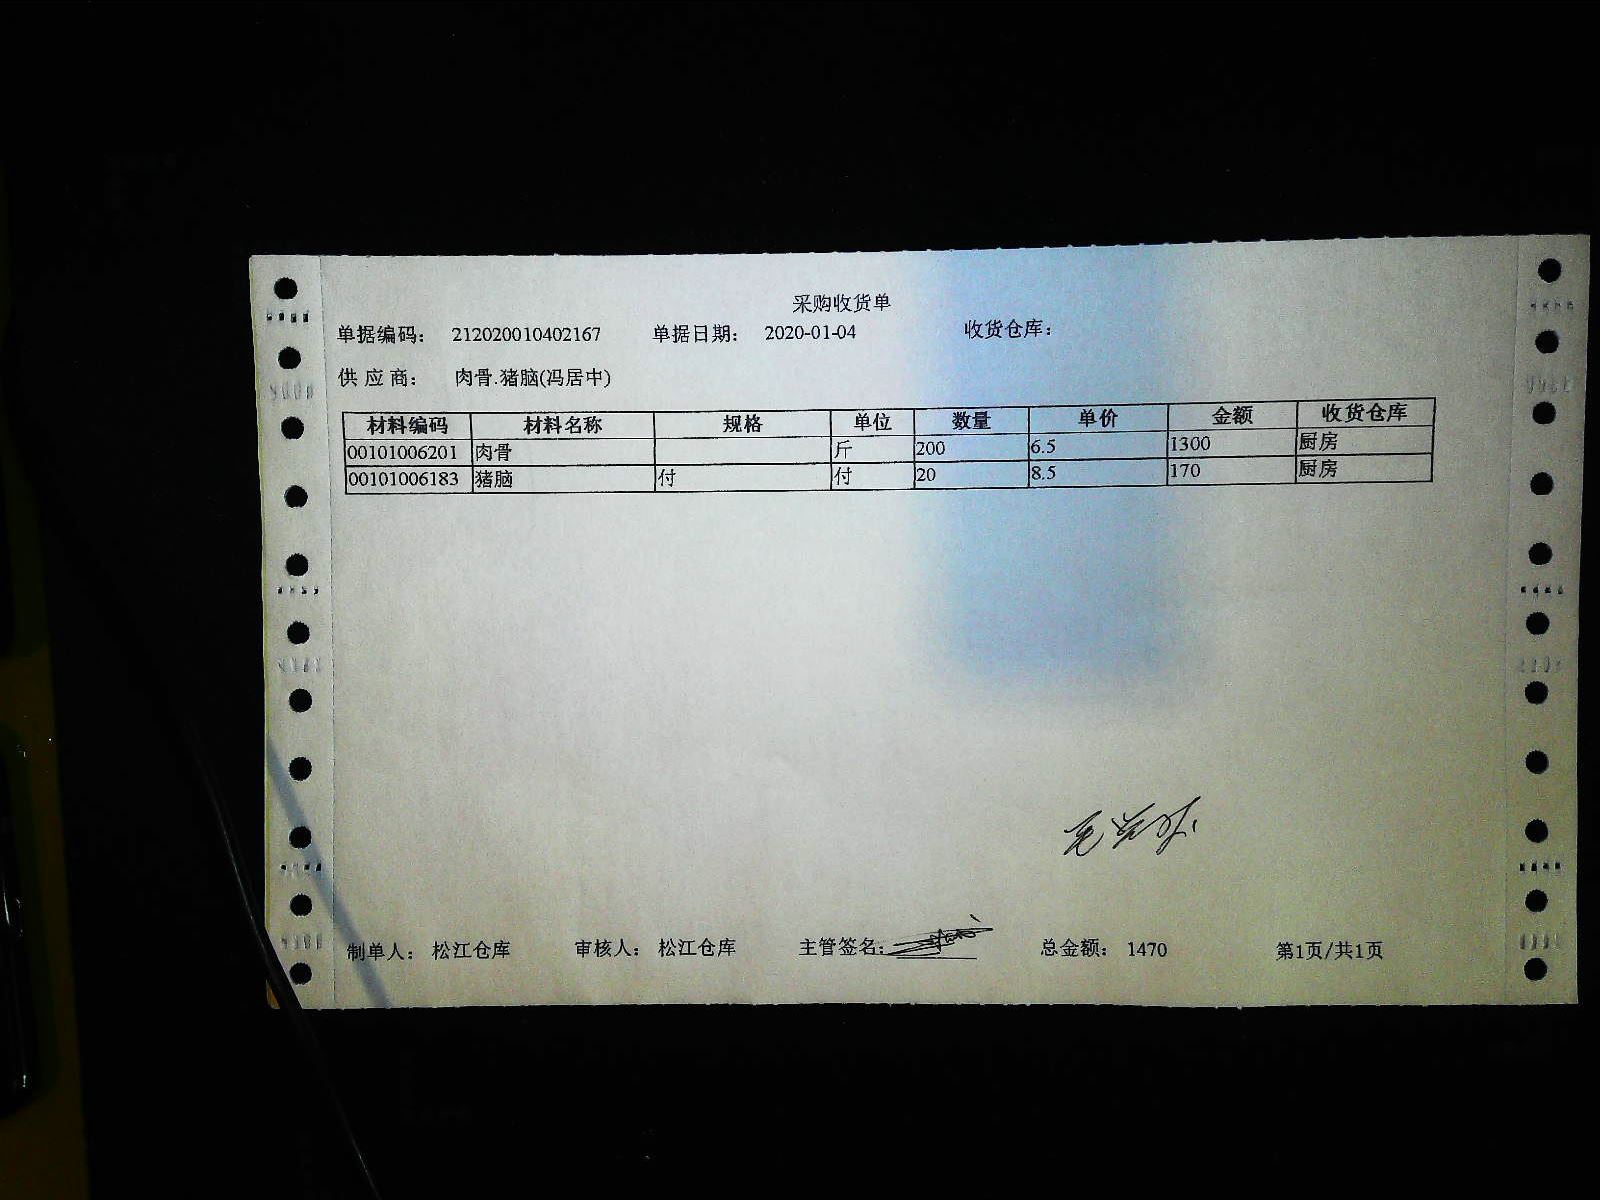 采购收货单
单据编码： 212020010402167 单据日期： 2020-01-04 收货仓库：
供 应 商： 肉骨.猪脑(冯居中)
材料编码 材料名称 规格 单位 数量 单价 金额 收货仓库
00101006201 肉骨 斤 200 6.5 1300 厨房
00101006183 猪脑 付 付 20 8.5 170 厨房
制单人： 松江仓库 审核人： 松江仓库 主管签名： 总金额： 1470 第1页/共1页